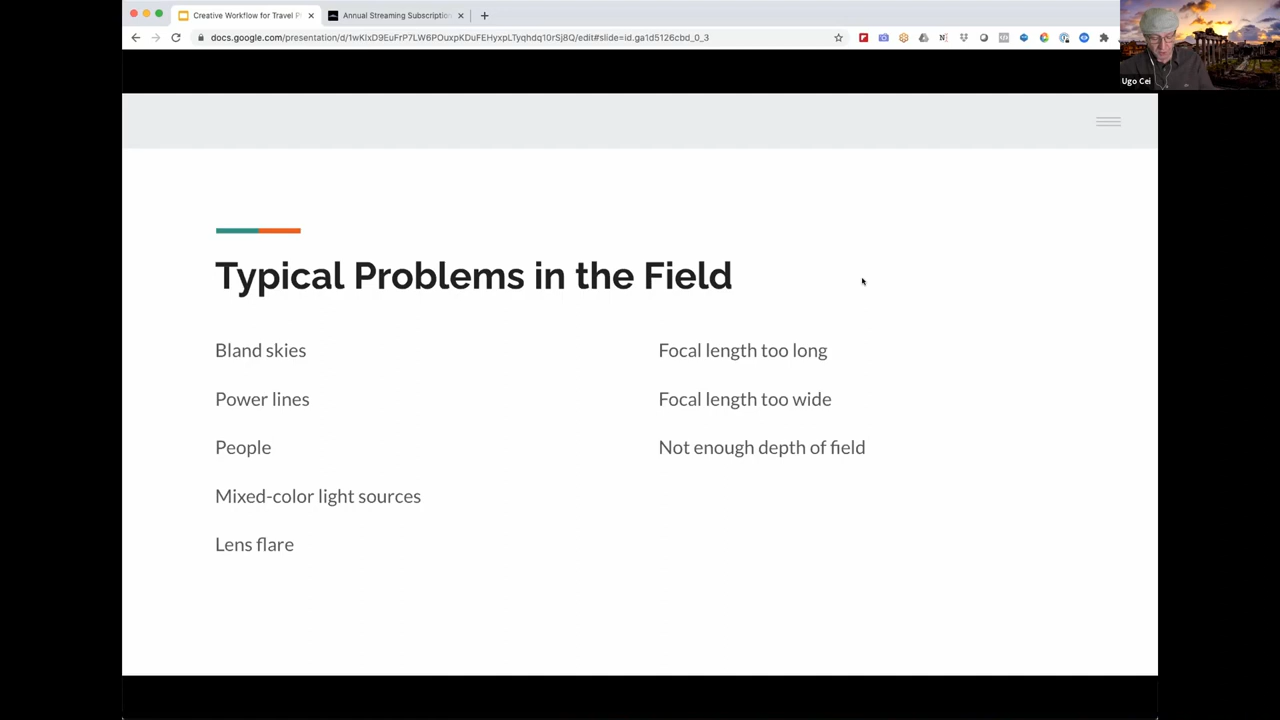 Creative Workflow for Travel P
Annual Streaming Subscription
docs.google.com/presentation/d/1wKlxD9EuFrP7LW6POuxpKDuFEHyxpLTyqhdq10rSj8Q/edit#slide=id.ga1d5126cbd_0_3
Ugo Cei
Typical Problems in the Field
Bland skies
Power lines
People
Mixed-color light sources
Lens flare
Focal length too long
Focal length too wide
Not enough depth of field